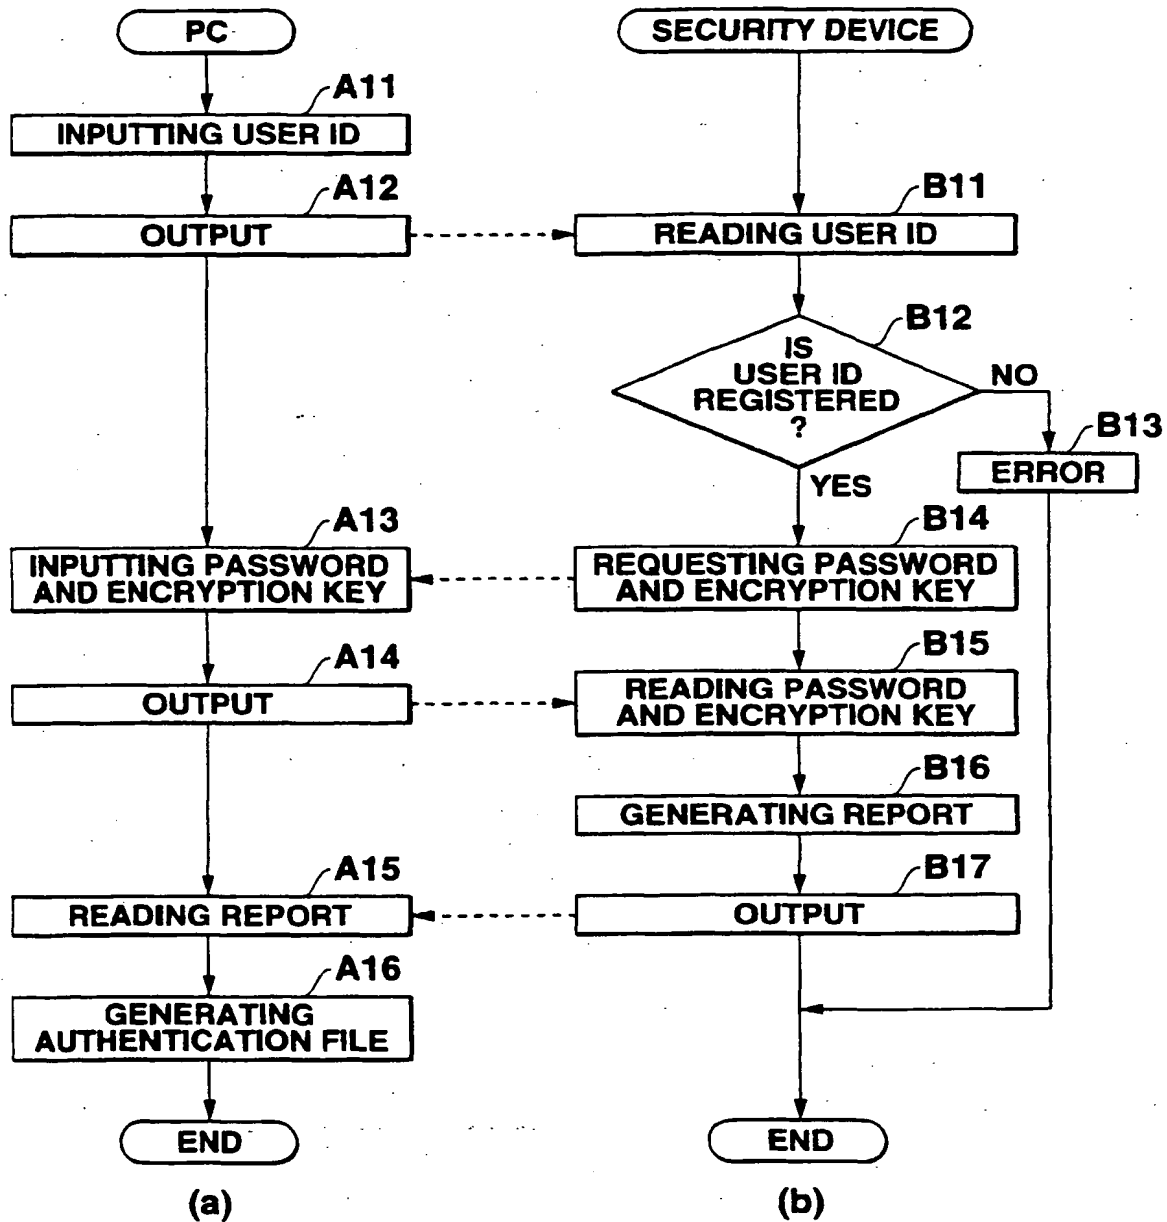 PC
A11
INPUTTING USER ID
A12
OUTPUT
A13
INPUTTING PASSWORD
AND ENCRYPTION KEY
A14
OUTPUT
A15
READING REPORT
A16
GENERATING
AUTHENTICATION FILE
END
(a)
SECURITY DEVICE
B11
READING USER ID
B12
IS
USER ID
REGISTERED
?
NO
B13
ERROR
YES
B14
REQUESTING PASSWORD
AND ENCRYPTION KEY
B15
READING PASSWORD
AND ENCRYPTION KEY
B16
GENERATING REPORT
B17
OUTPUT
END
(b)